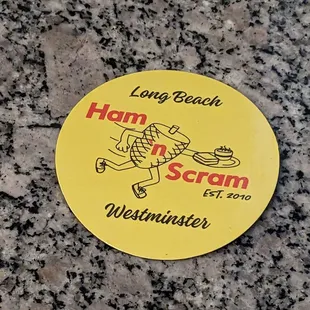 Long Beach
Ham
n
Scram
EST. 2010
Westminster